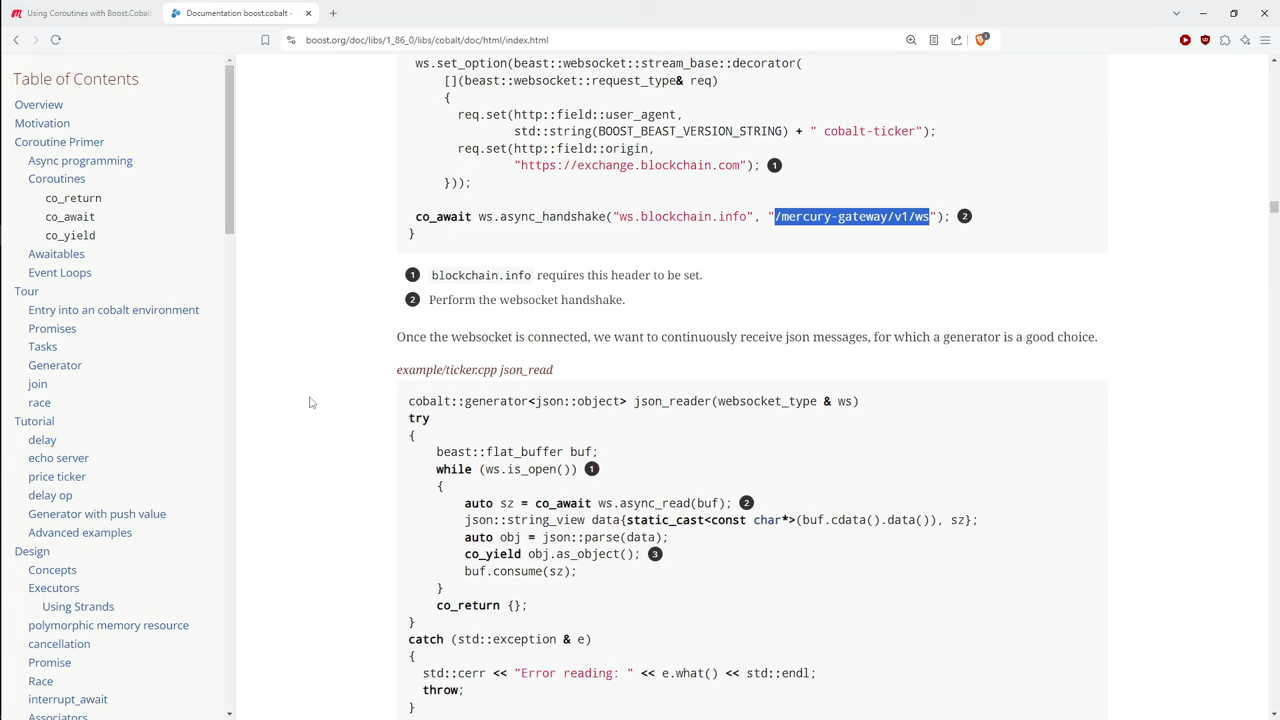 Using Coroutines with Boost.Cobal
Documentation boost.cobalt -
boost.org/doc/libs/1_86_0/libs/cobalt/doc/html/index.html
Table of Contents
Overview
Motivation
Coroutine Primer
Async programming
Coroutines
co_return
co_await
co_yield
Awaitables
Event Loops
Tour
Entry into an cobalt environment
Promises
Tasks
Generator
join
race
Tutorial
delay
echo server
price ticker
delay op
Generator with push value
Advanced examples
Design
Concepts
Executors
Using Strands
polymorphic memory resource
cancellation
Promise
Race
interrupt_await
Associators
ws.set_option(beast::websocket::stream_base::decorator(
[](beast::websocket::request_type& req)
{
req.set(http::field::user_agent,
std::string(BOOST_BEAST_VERSION_STRING) + " cobalt-ticker");
req.set(http::field::origin,
"https://exchange.blockchain.com"); 1
}));
co_await ws.async_handshake("ws.blockchain.info", "/mercury-gateway/v1/ws"); 2
}
1 blockchain.info requires this header to be set.
2 Perform the websocket handshake.
Once the websocket is connected, we want to continuously receive json messages, for which a generator is a good choice.
example/ticker.cpp json_read
cobalt::generator<json::object> json_reader(websocket_type & ws)
try
{
beast::flat_buffer buf;
while (ws.is_open()) 1
{
auto sz = co_await ws.async_read(buf); 2
json::string_view data{static_cast<const char*>(buf.cdata().data()), sz};
auto obj = json::parse(data);
co_yield obj.as_object(); 3
buf.consume(sz);
}
co_return {};
}
catch (std::exception & e)
{
std::cerr << "Error reading: " << e.what() << std::endl;
throw;
}